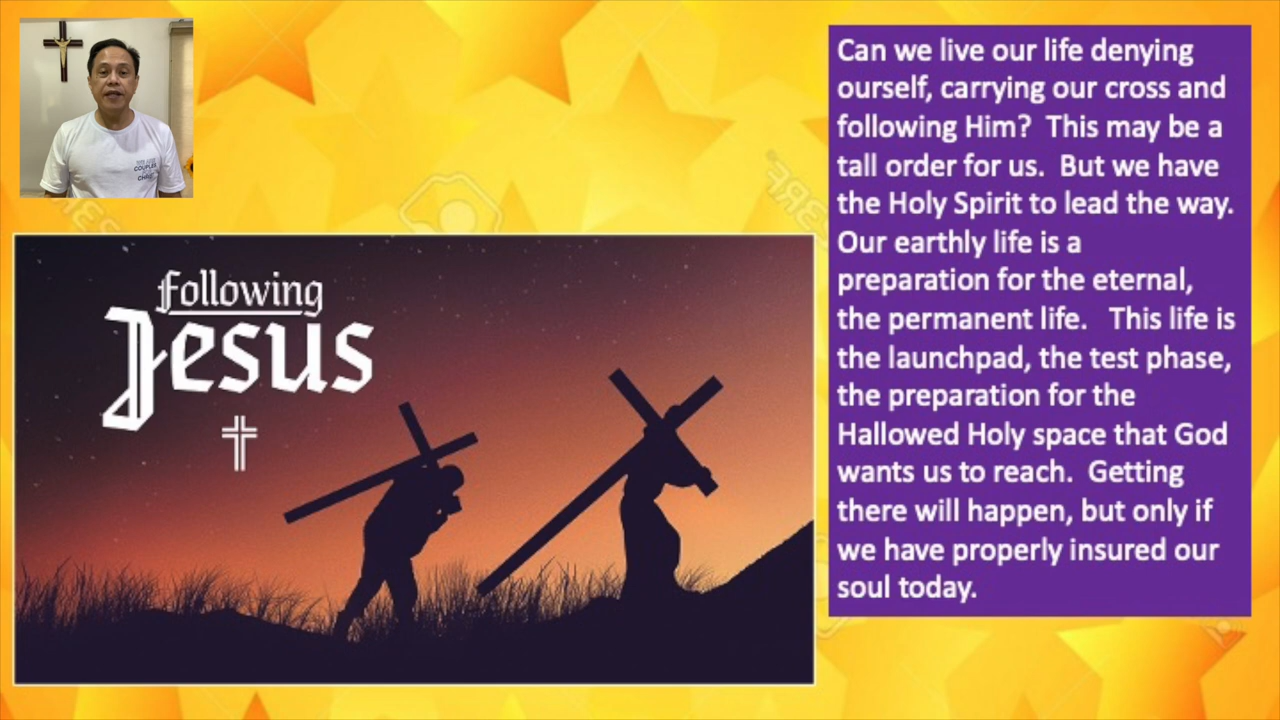 COUPLES
CHRIST
Following
Jesus
Can we live our life denying
ourself, carrying our cross and
following Him?  This may be a
tall order for us.  But we have
the Holy Spirit to lead the way.
Our earthly life is a
preparation for the eternal,
the permanent life.   This life is
the launchpad, the test phase,
the preparation for the
Hallowed Holy space that God
wants us to reach.  Getting
there will happen, but only if
we have properly insured our
soul today.